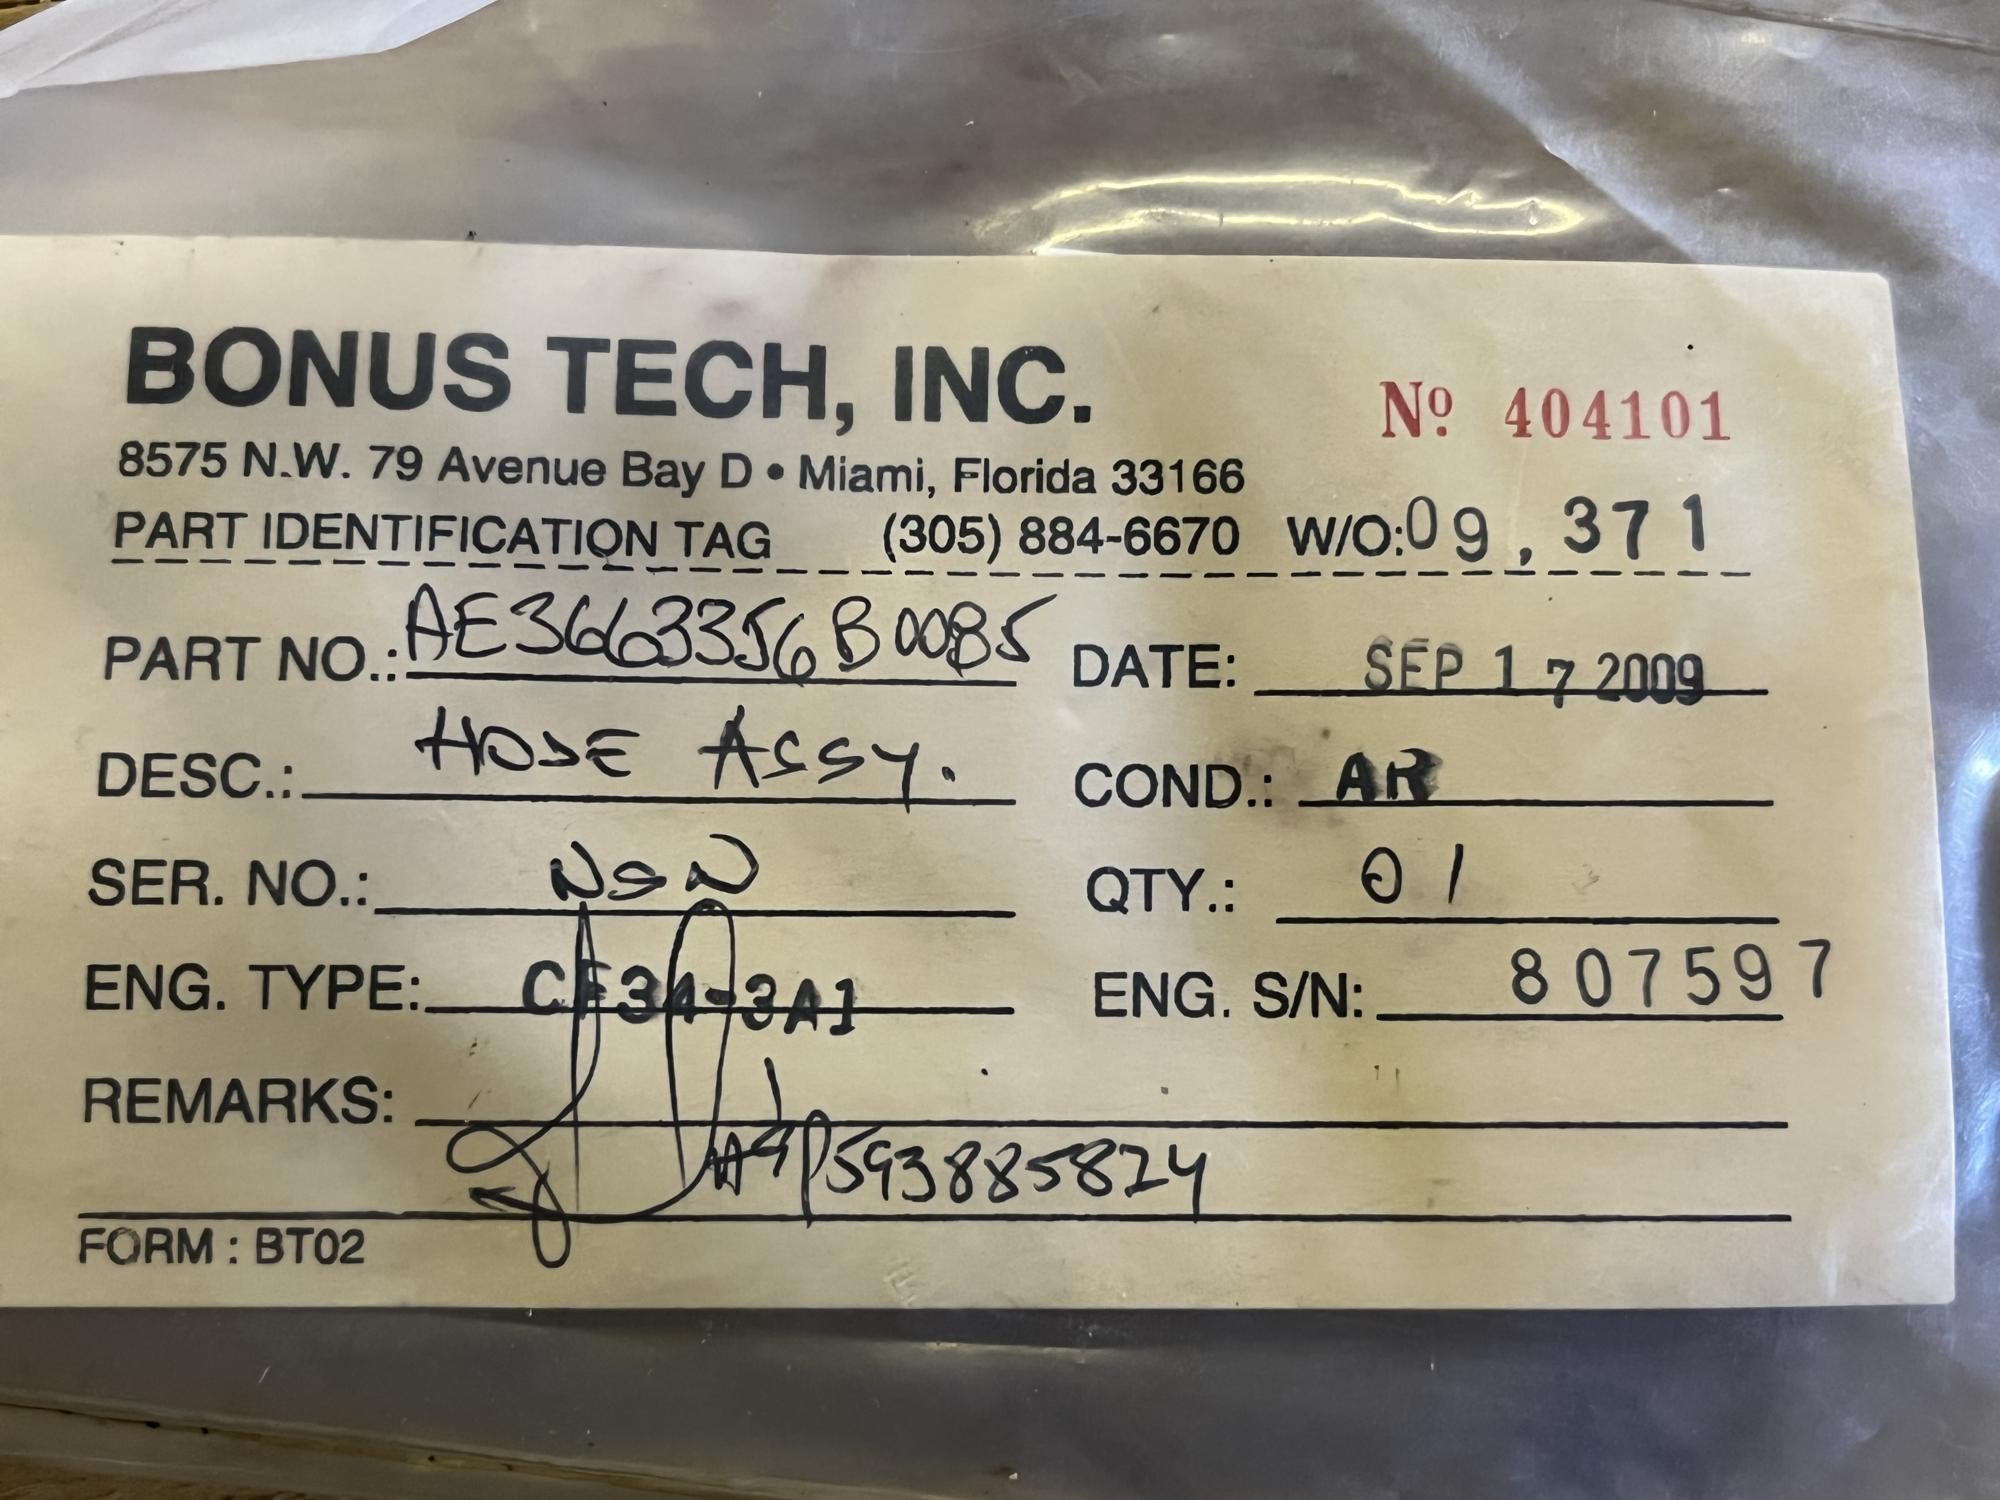 BONUS TECH, INC.
Nº 404101
8575 N.W. 79 Avenue Bay D • Miami, Florida 33166
PART IDENTIFICATION TAG (305) 884-6670 W/O: 09,371
PART NO.: AE3663356B0085 DATE: SEP 17 2009
DESC.: HOSE ASSY. COND.: AR
SER. NO.: NSN QTY.: 01
ENG. TYPE: CF34-3A1 ENG. S/N: 807597
REMARKS:
593885824
FORM : BT02